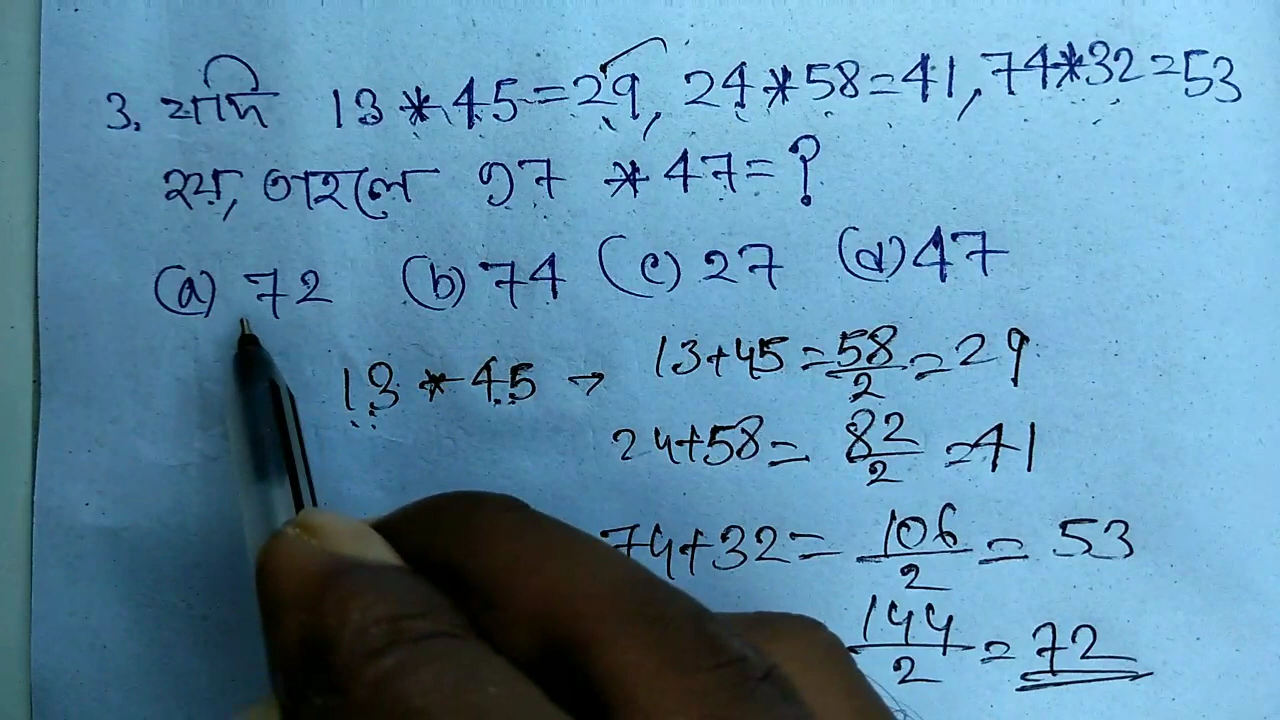 3. যদি 13 * 45 = 29, 24 * 58 = 41, 74 * 32 = 53
হয়, তাহলে 97 * 47 = ?
(a) 72 (b) 74 (c) 27 (d) 47
13 * 45 → 13+45 = 58/2 = 29
24+58 = 82/2 = 41
74+32 = 106/2 = 53
144/2 = 72